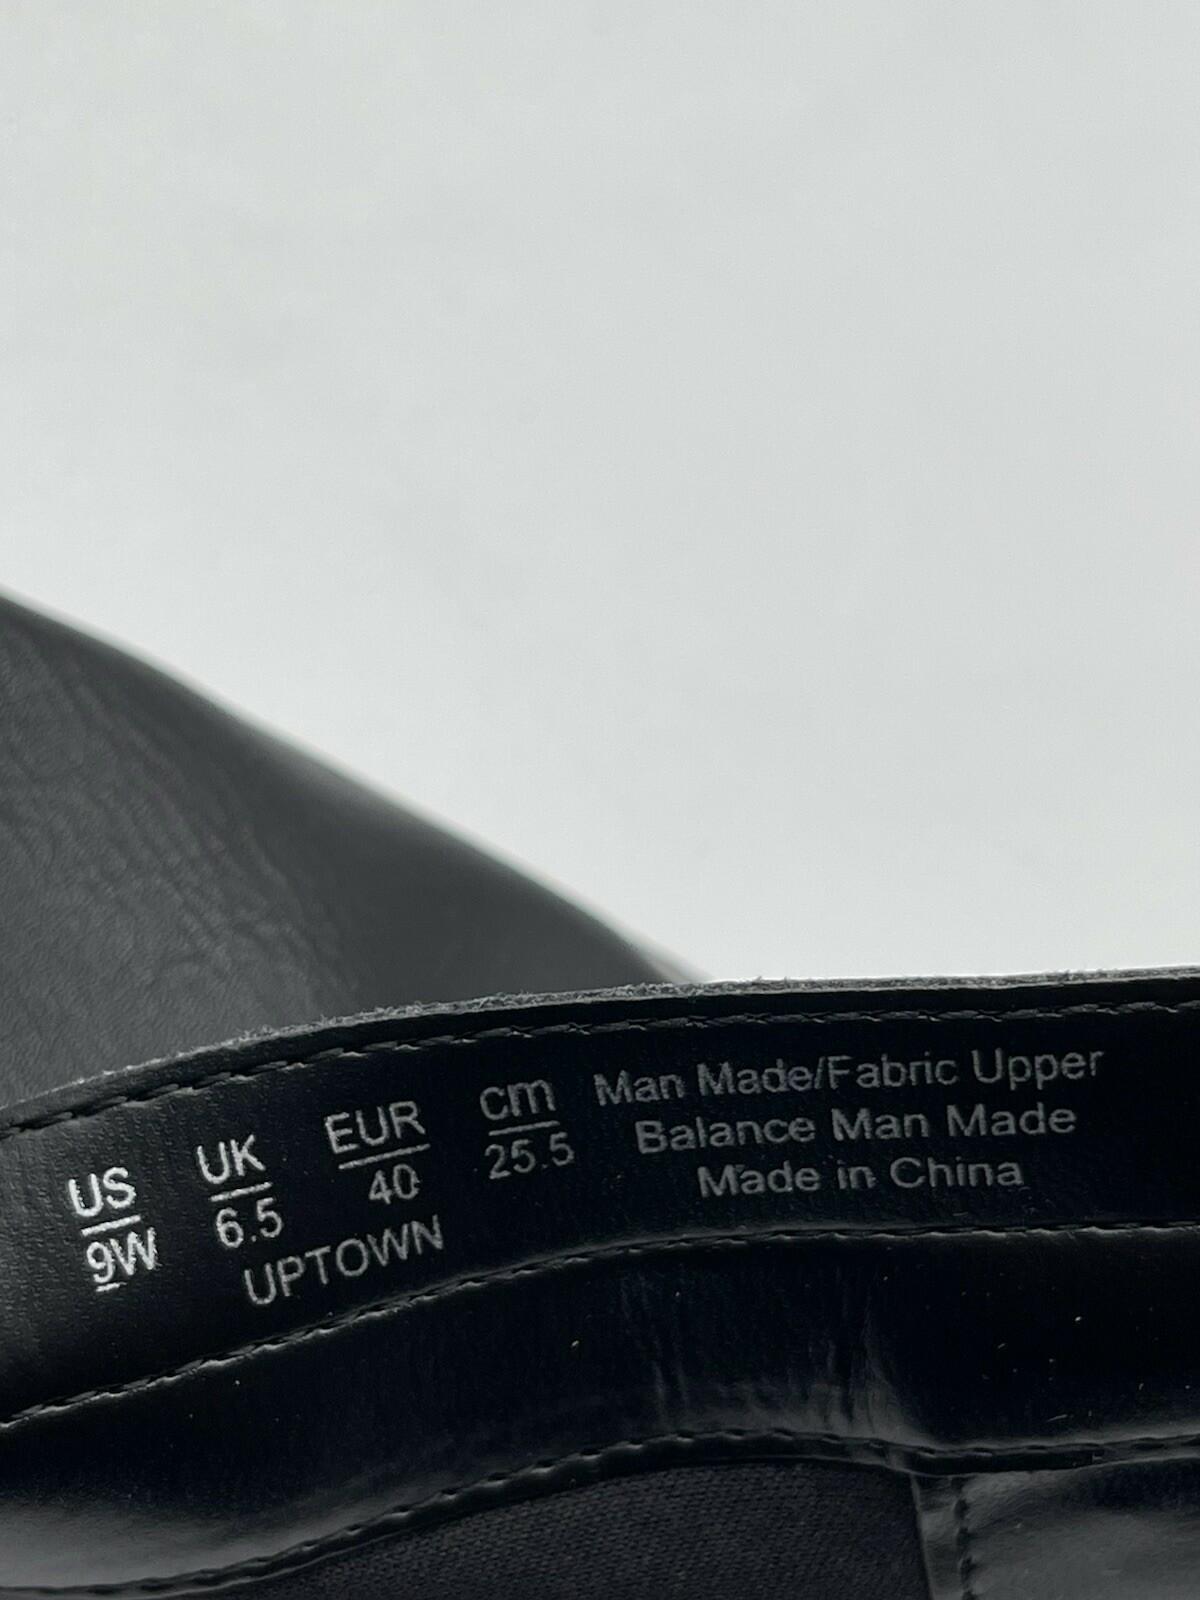 US UK EUR cm
9W 6.5 40 25.5
UPTOWN
Man Made/Fabric Upper
Balance Man Made
Made in China